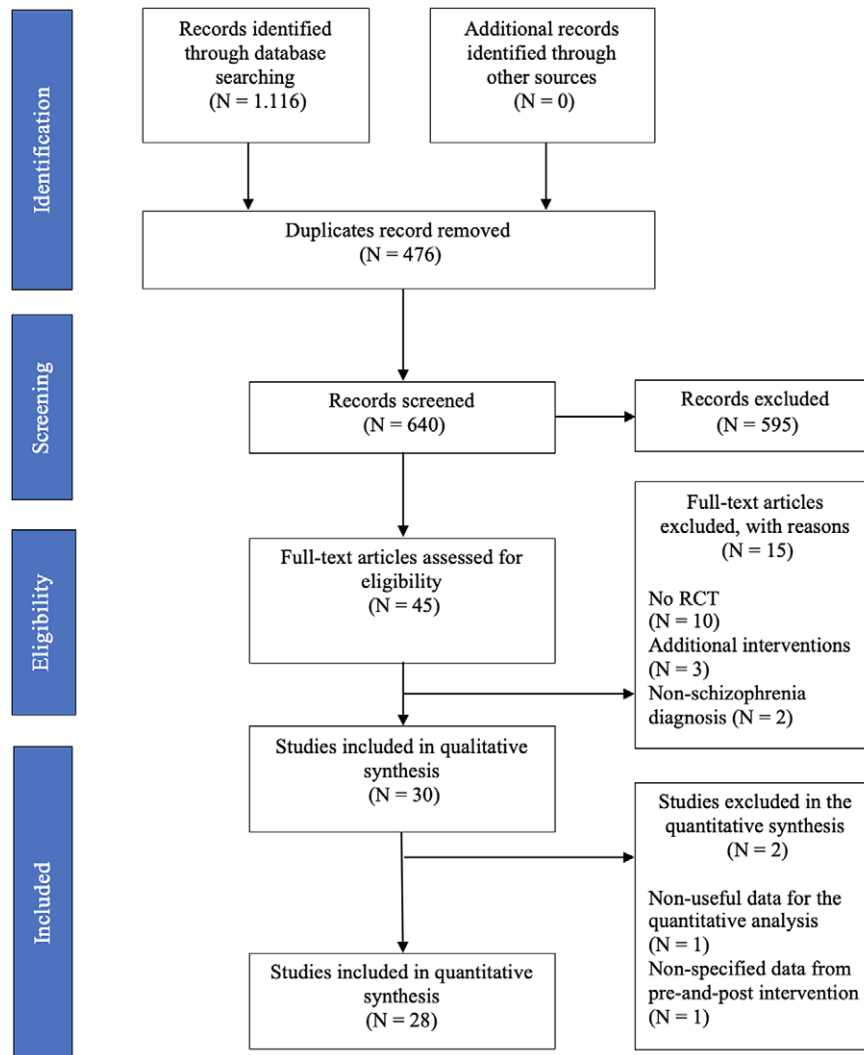 Identification
Records identified
through database
searching
(N = 1.116)
Additional records
identified through
other sources
(N = 0)
Duplicates record removed
(N = 476)
Screening
Records screened
(N = 640)
Records excluded
(N = 595)
Eligibility
Full-text articles assessed for
eligibility
(N = 45)
Full-text articles
excluded, with reasons
(N = 15)
No RCT
(N = 10)
Additional interventions
(N = 3)
Non-schizophrenia
diagnosis (N = 2)
Included
Studies included in qualitative
synthesis
(N = 30)
Studies excluded in the
quantitative synthesis
(N = 2)
Non-useful data for the
quantitative analysis
(N = 1)
Non-specified data from
pre-and-post intervention
(N = 1)
Studies included in quantitative
synthesis
(N = 28)